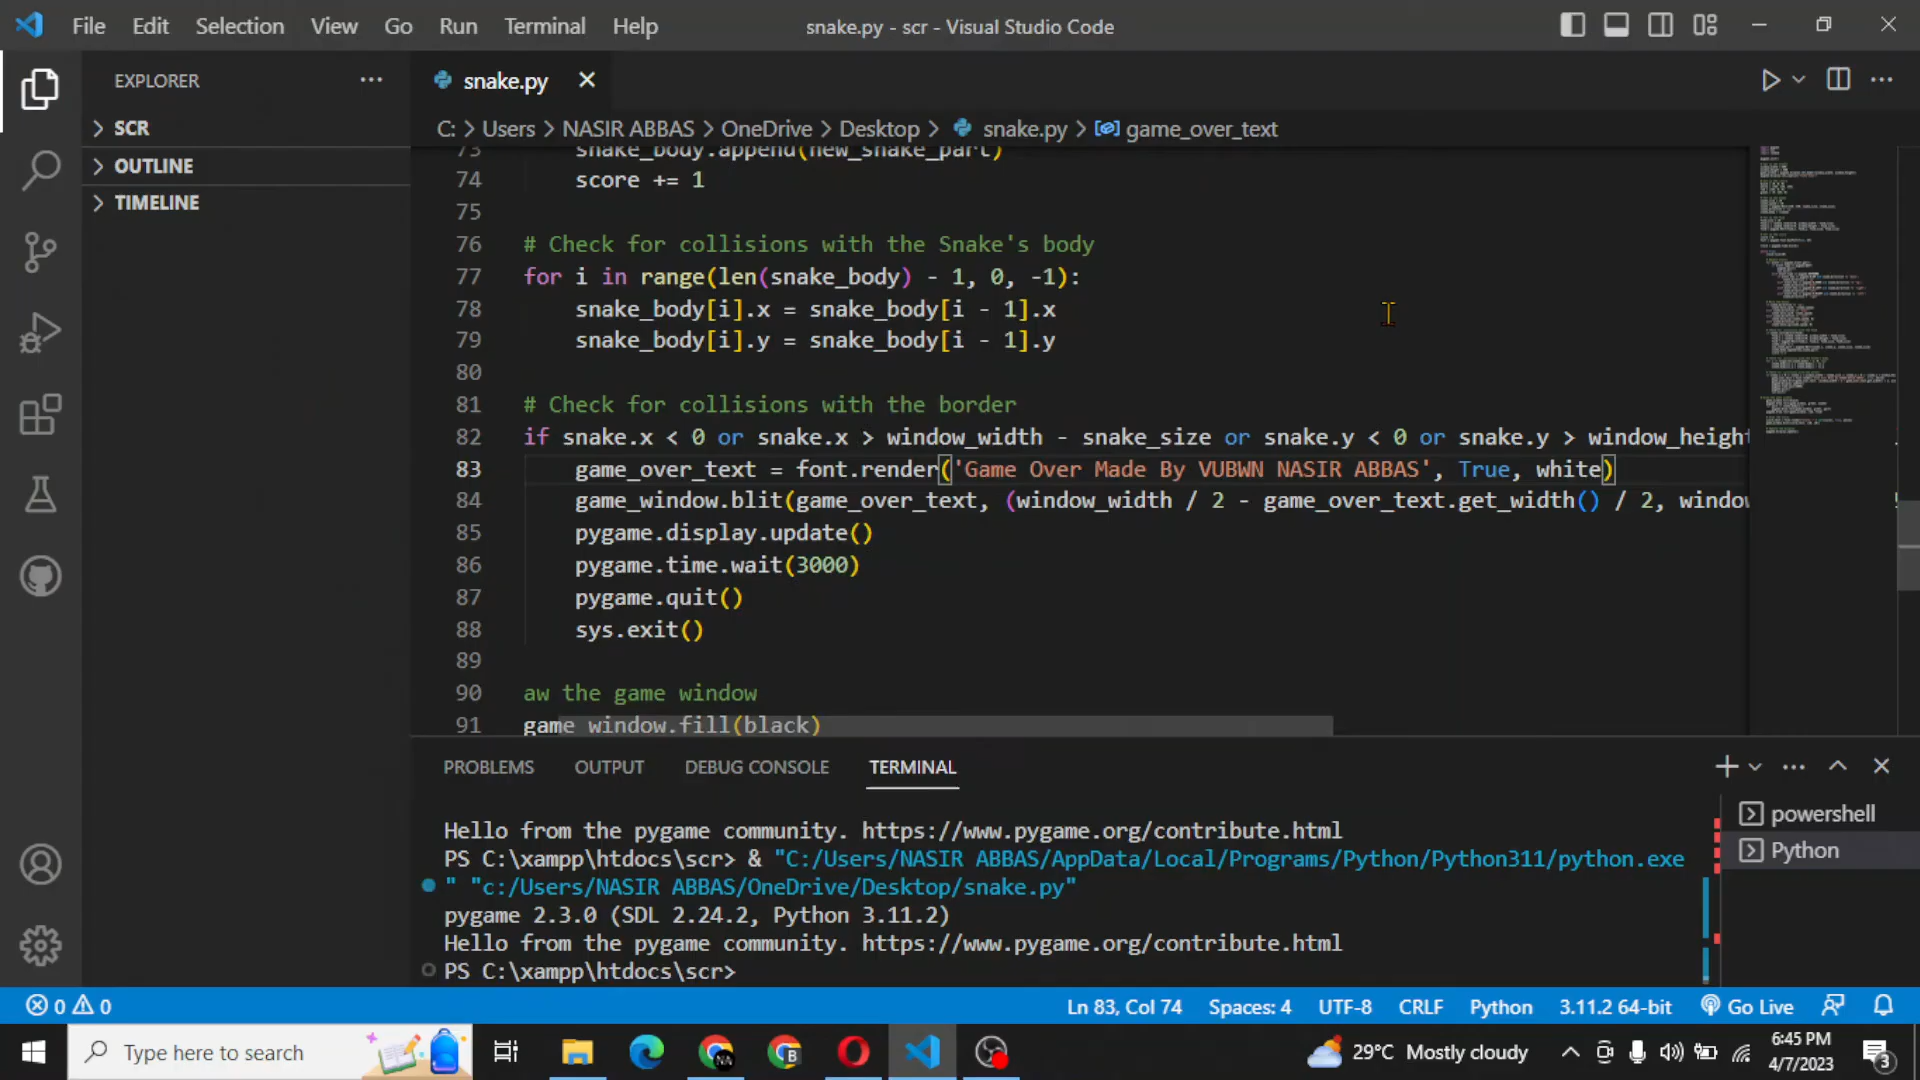 File Edit Selection View Go Run Terminal Help
snake.py - scr - Visual Studio Code
EXPLORER
SCR
OUTLINE
TIMELINE
snake.py
C: > Users > NASIR ABBAS > OneDrive > Desktop > snake.py > game_over_text
73 snake_body.append(new_snake_part)
74 score += 1
75
76 # Check for collisions with the Snake's body
77 for i in range(len(snake_body) - 1, 0, -1):
78 snake_body[i].x = snake_body[i - 1].x
79 snake_body[i].y = snake_body[i - 1].y
80
81 # Check for collisions with the border
82 if snake.x < 0 or snake.x > window_width - snake_size or snake.y < 0 or snake.y > window_height
83 game_over_text = font.render('Game Over Made By VUBWN NASIR ABBAS', True, white)
84 game_window.blit(game_over_text, (window_width / 2 - game_over_text.get_width() / 2, window
85 pygame.display.update()
86 pygame.time.wait(3000)
87 pygame.quit()
88 sys.exit()
89
90 aw the game window
91 game_window.fill(black)
PROBLEMS OUTPUT DEBUG CONSOLE TERMINAL
powershell
Python
Hello from the pygame community. https://www.pygame.org/contribute.html
PS C:\xampp\htdocs\scr> & "C:/Users/NASIR ABBAS/AppData/Local/Programs/Python/Python311/python.exe
" "c:/Users/NASIR ABBAS/OneDrive/Desktop/snake.py"
pygame 2.3.0 (SDL 2.24.2, Python 3.11.2)
Hello from the pygame community. https://www.pygame.org/contribute.html
PS C:\xampp\htdocs\scr>
0 0 Ln 83, Col 74 Spaces: 4 UTF-8 CRLF Python 3.11.2 64-bit Go Live
Type here to search
NA
B
29°C Mostly cloudy
6:45 PM
4/7/2023
3